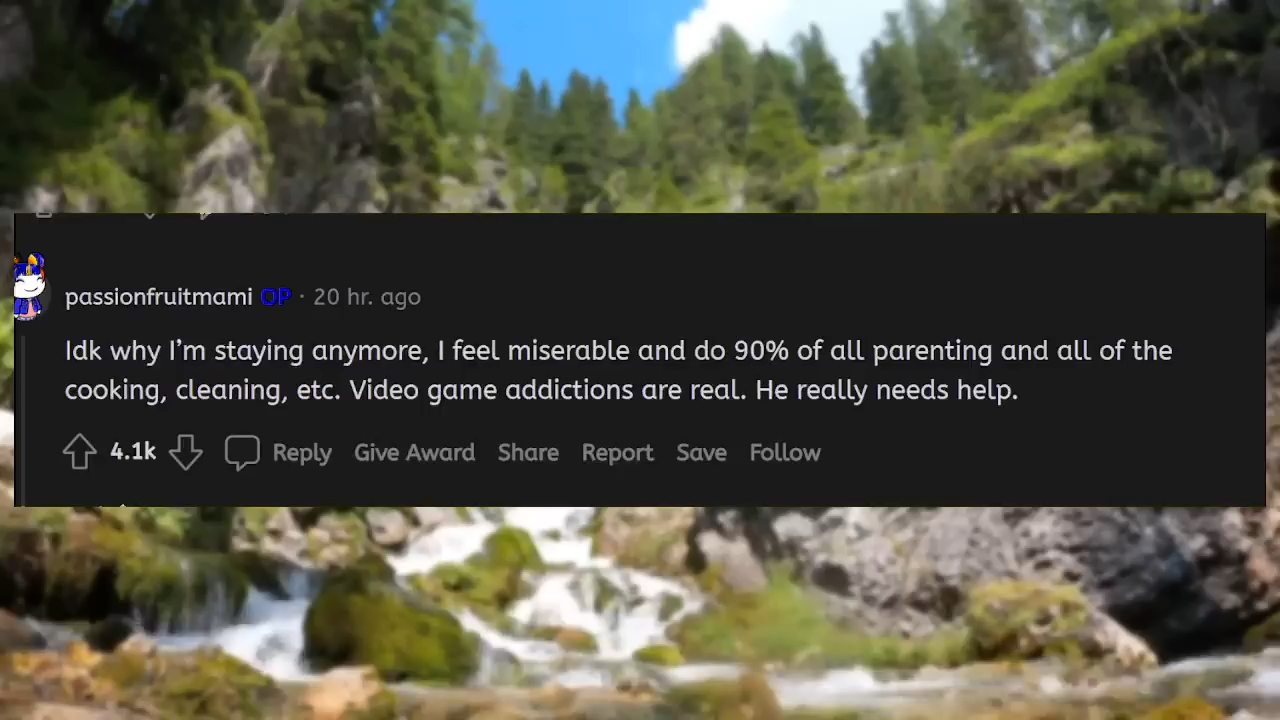 passionfruitmami OP · 20 hr. ago
Idk why I’m staying anymore, I feel miserable and do 90% of all parenting and all of the
cooking, cleaning, etc. Video game addictions are real. He really needs help.
4.1k Reply Give Award Share Report Save Follow